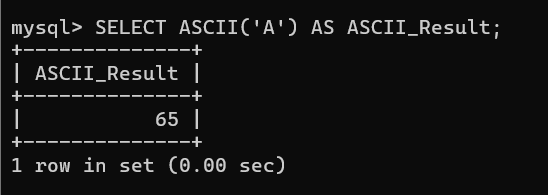 mysql> SELECT ASCII('A') AS ASCII_Result;
+--------------+
| ASCII_Result |
+--------------+
|           65 |
+--------------+
1 row in set (0.00 sec)